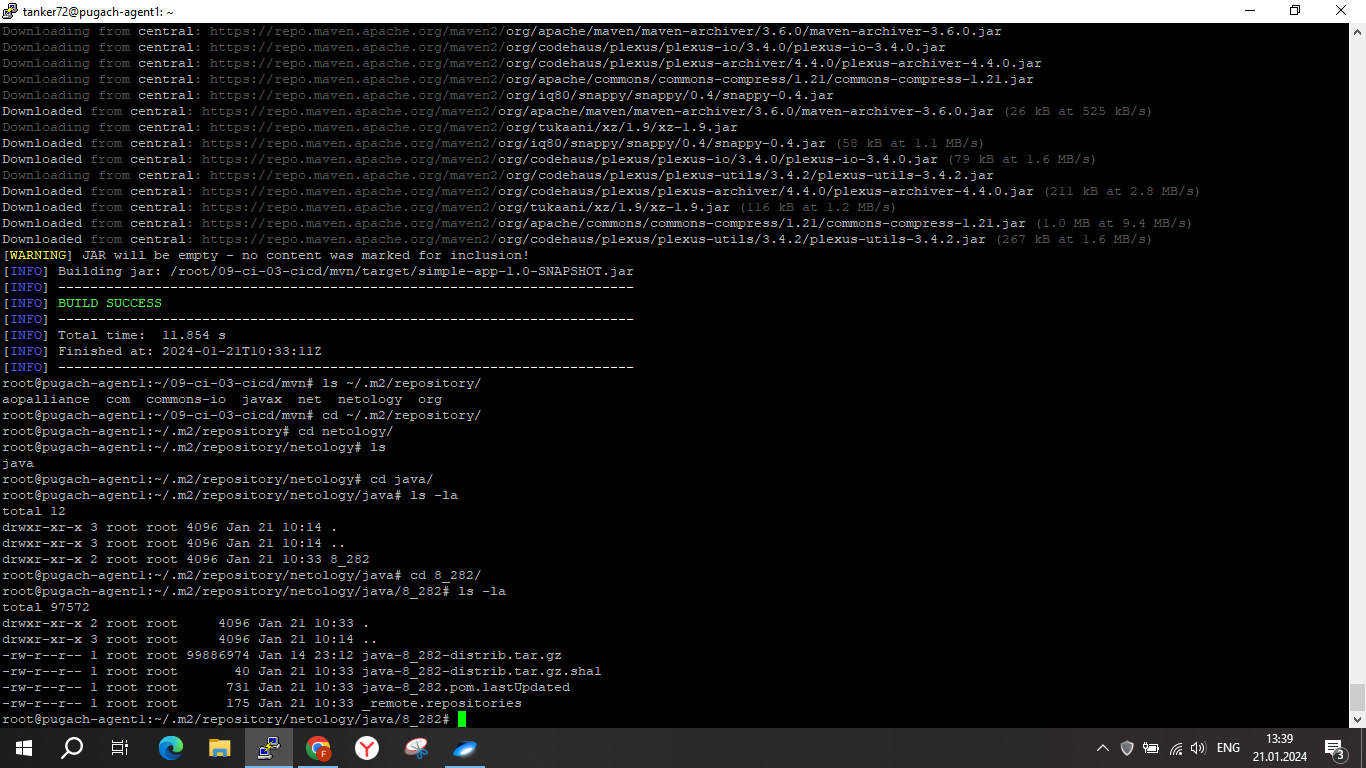 tanker72@pugach-agent1: ~
Downloading from central: https://repo.maven.apache.org/maven2/org/apache/maven/maven-archiver/3.6.0/maven-archiver-3.6.0.jar
Downloading from central: https://repo.maven.apache.org/maven2/org/codehaus/plexus/plexus-io/3.4.0/plexus-io-3.4.0.jar
Downloading from central: https://repo.maven.apache.org/maven2/org/codehaus/plexus/plexus-archiver/4.4.0/plexus-archiver-4.4.0.jar
Downloading from central: https://repo.maven.apache.org/maven2/org/apache/commons/commons-compress/1.21/commons-compress-1.21.jar
Downloading from central: https://repo.maven.apache.org/maven2/org/iq80/snappy/snappy/0.4/snappy-0.4.jar
Downloaded from central: https://repo.maven.apache.org/maven2/org/apache/maven/maven-archiver/3.6.0/maven-archiver-3.6.0.jar (26 kB at 525 kB/s)
Downloading from central: https://repo.maven.apache.org/maven2/org/tukaani/xz/1.9/xz-1.9.jar
Downloaded from central: https://repo.maven.apache.org/maven2/org/iq80/snappy/snappy/0.4/snappy-0.4.jar (58 kB at 1.1 MB/s)
Downloaded from central: https://repo.maven.apache.org/maven2/org/codehaus/plexus/plexus-io/3.4.0/plexus-io-3.4.0.jar (79 kB at 1.6 MB/s)
Downloading from central: https://repo.maven.apache.org/maven2/org/codehaus/plexus/plexus-utils/3.4.2/plexus-utils-3.4.2.jar
Downloaded from central: https://repo.maven.apache.org/maven2/org/codehaus/plexus/plexus-archiver/4.4.0/plexus-archiver-4.4.0.jar (211 kB at 2.8 MB/s)
Downloaded from central: https://repo.maven.apache.org/maven2/org/tukaani/xz/1.9/xz-1.9.jar (116 kB at 1.2 MB/s)
Downloaded from central: https://repo.maven.apache.org/maven2/org/apache/commons/commons-compress/1.21/commons-compress-1.21.jar (1.0 MB at 9.4 MB/s)
Downloaded from central: https://repo.maven.apache.org/maven2/org/codehaus/plexus/plexus-utils/3.4.2/plexus-utils-3.4.2.jar (267 kB at 1.6 MB/s)
[WARNING] JAR will be empty - no content was marked for inclusion!
[INFO] Building jar: /root/09-ci-03-cicd/mvn/target/simple-app-1.0-SNAPSHOT.jar
[INFO] ------------------------------------------------------------------------
[INFO] BUILD SUCCESS
[INFO] ------------------------------------------------------------------------
[INFO] Total time:  11.854 s
[INFO] Finished at: 2024-01-21T10:33:11Z
[INFO] ------------------------------------------------------------------------
root@pugach-agent1:~/09-ci-03-cicd/mvn# ls ~/.m2/repository/
aopalliance  com  commons-io  javax  net  netology  org
root@pugach-agent1:~/09-ci-03-cicd/mvn# cd ~/.m2/repository/
root@pugach-agent1:~/.m2/repository# cd netology/
root@pugach-agent1:~/.m2/repository/netology# ls
java
root@pugach-agent1:~/.m2/repository/netology# cd java/
root@pugach-agent1:~/.m2/repository/netology/java# ls -la
total 12
drwxr-xr-x 3 root root 4096 Jan 21 10:14 .
drwxr-xr-x 3 root root 4096 Jan 21 10:14 ..
drwxr-xr-x 2 root root 4096 Jan 21 10:33 8_282
root@pugach-agent1:~/.m2/repository/netology/java# cd 8_282/
root@pugach-agent1:~/.m2/repository/netology/java/8_282# ls -la
total 97572
drwxr-xr-x 2 root root     4096 Jan 21 10:33 .
drwxr-xr-x 3 root root     4096 Jan 21 10:14 ..
-rw-r--r-- 1 root root 99886974 Jan 14 23:12 java-8_282-distrib.tar.gz
-rw-r--r-- 1 root root       40 Jan 21 10:33 java-8_282-distrib.tar.gz.sha1
-rw-r--r-- 1 root root      731 Jan 21 10:33 java-8_282.pom.lastUpdated
-rw-r--r-- 1 root root      175 Jan 21 10:33 _remote.repositories
root@pugach-agent1:~/.m2/repository/netology/java/8_282#
ENG
13:39
21.01.2024
3